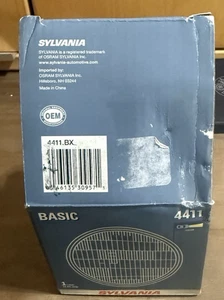 SYLVANIA
SYLVANIA is a registered trademark
of OSRAM SYLVANIA Inc.
www.sylvania-automotive.com
Imported by:
OSRAM SYLVANIA Inc.
Hillsboro, NH 03244
Made in China
OEM
4411.BX
BASIC
4411
SYLVANIA